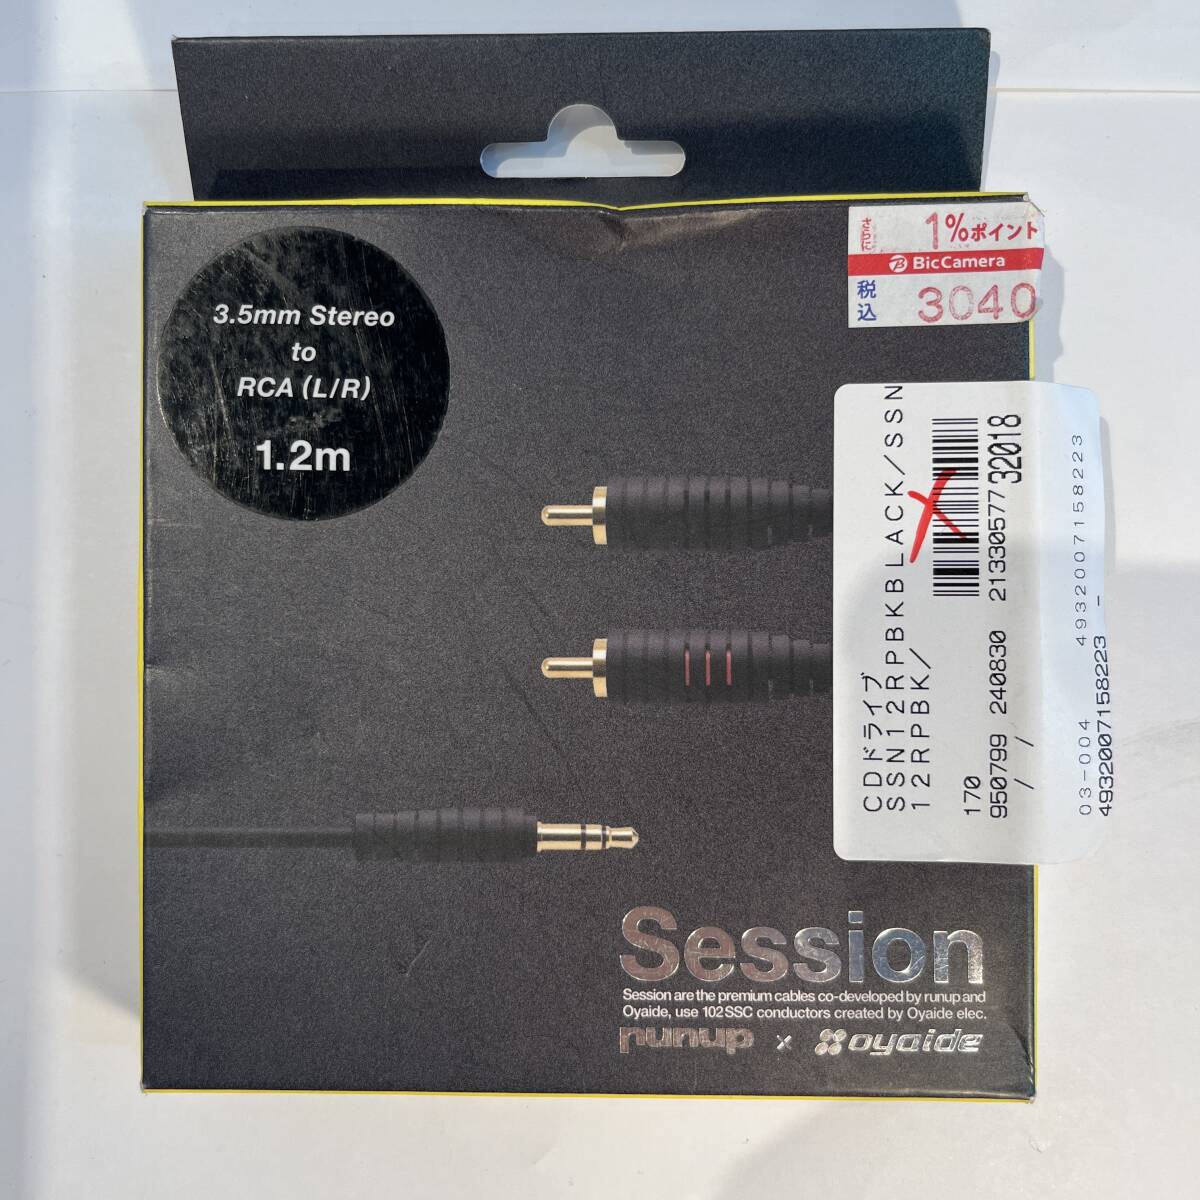 3.5mm Stereo
to
RCA (L/R)
1.2m
さらに
1%ポイント
BicCamera
税込
3040
CDドライブ
SSN12RPBKBLACK/SSN
12RPBK/
170
950799 240830 2133057732018
/ /
03-004 4932007158223
4932007158223 -
Session
Session are the premium cables co-developed by runup and
Oyaide, use 102 SSC conductors created by Oyaide elec.
runup x oyaide